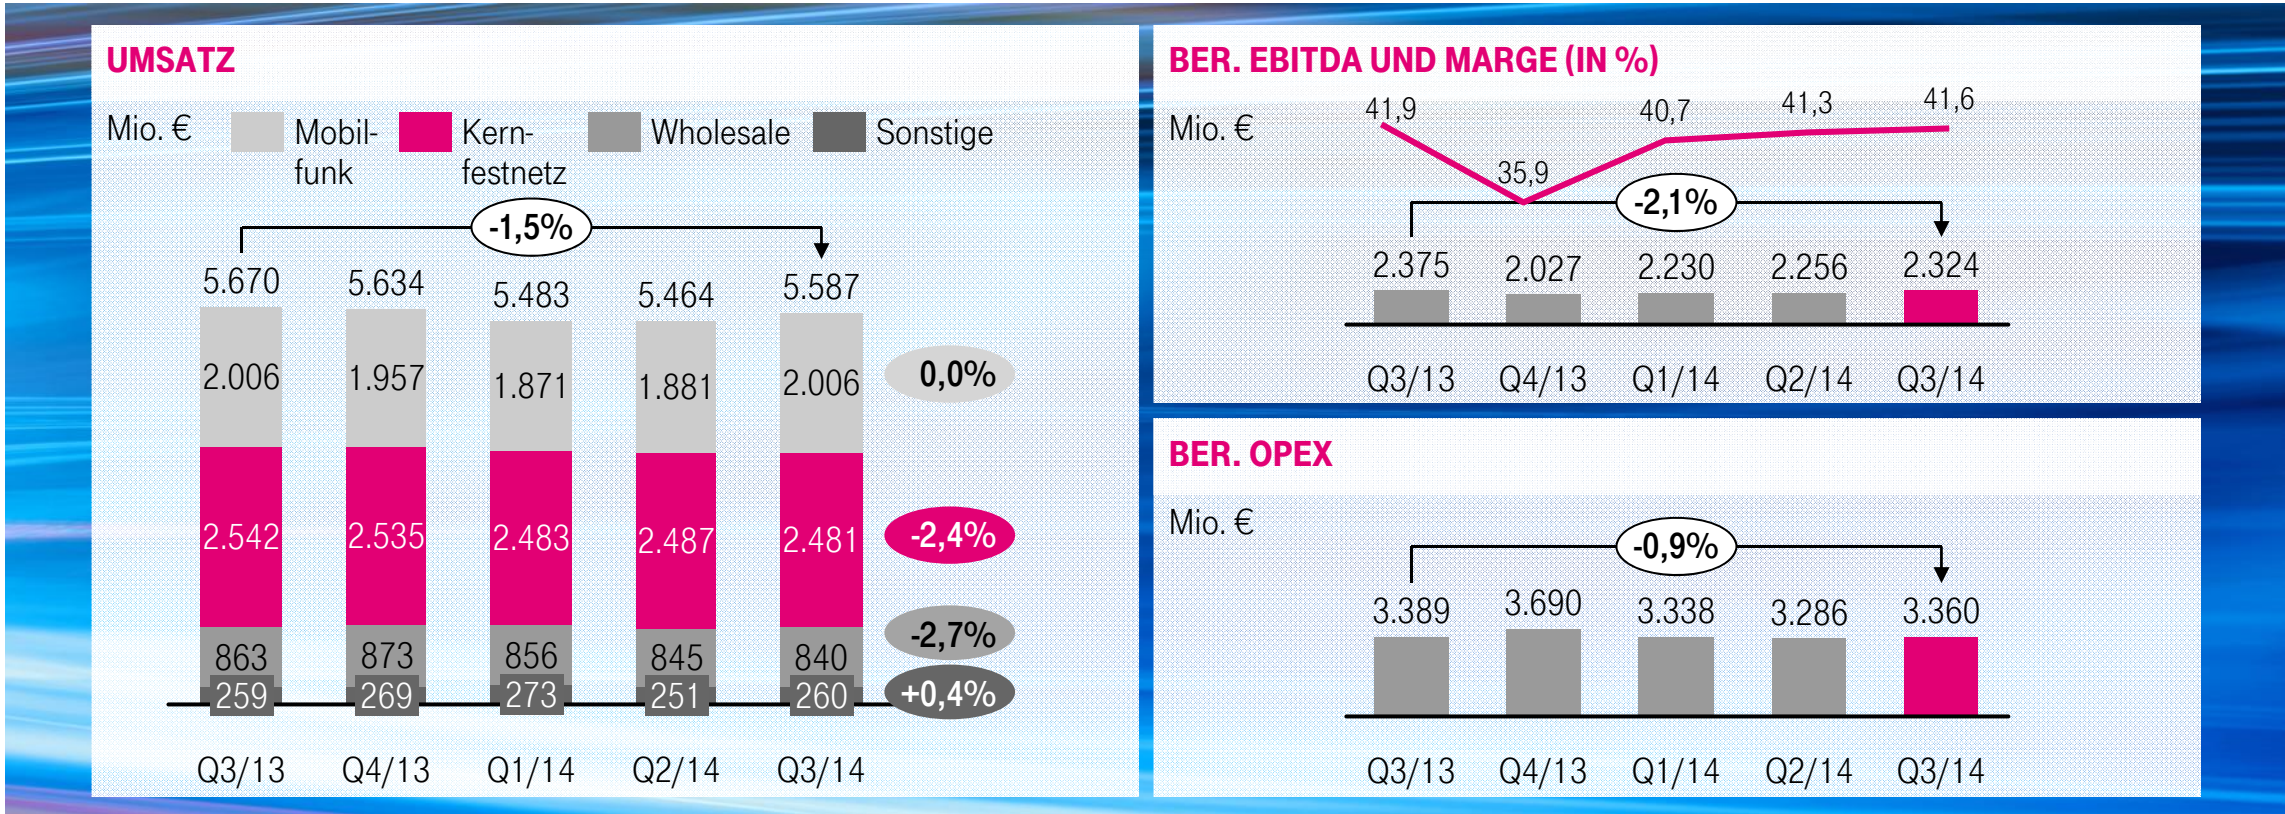 UMSATZ
Mio. €
Mobil-
funk
Kern-
festnetz
Wholesale
Sonstige
-1,5%
5.670 5.634 5.483 5.464 5.587
2.006 1.957 1.871 1.881 2.006 0,0%
2.542 2.535 2.483 2.487 2.481 -2,4%
863 873 856 845 840 -2,7%
259 269 273 251 260 +0,4%
Q3/13 Q4/13 Q1/14 Q2/14 Q3/14
BER. EBITDA UND MARGE (IN %)
Mio. €
41,9 35,9 40,7 41,3 41,6
-2,1%
2.375 2.027 2.230 2.256 2.324
Q3/13 Q4/13 Q1/14 Q2/14 Q3/14
BER. OPEX
Mio. €
-0,9%
3.389 3.690 3.338 3.286 3.360
Q3/13 Q4/13 Q1/14 Q2/14 Q3/14